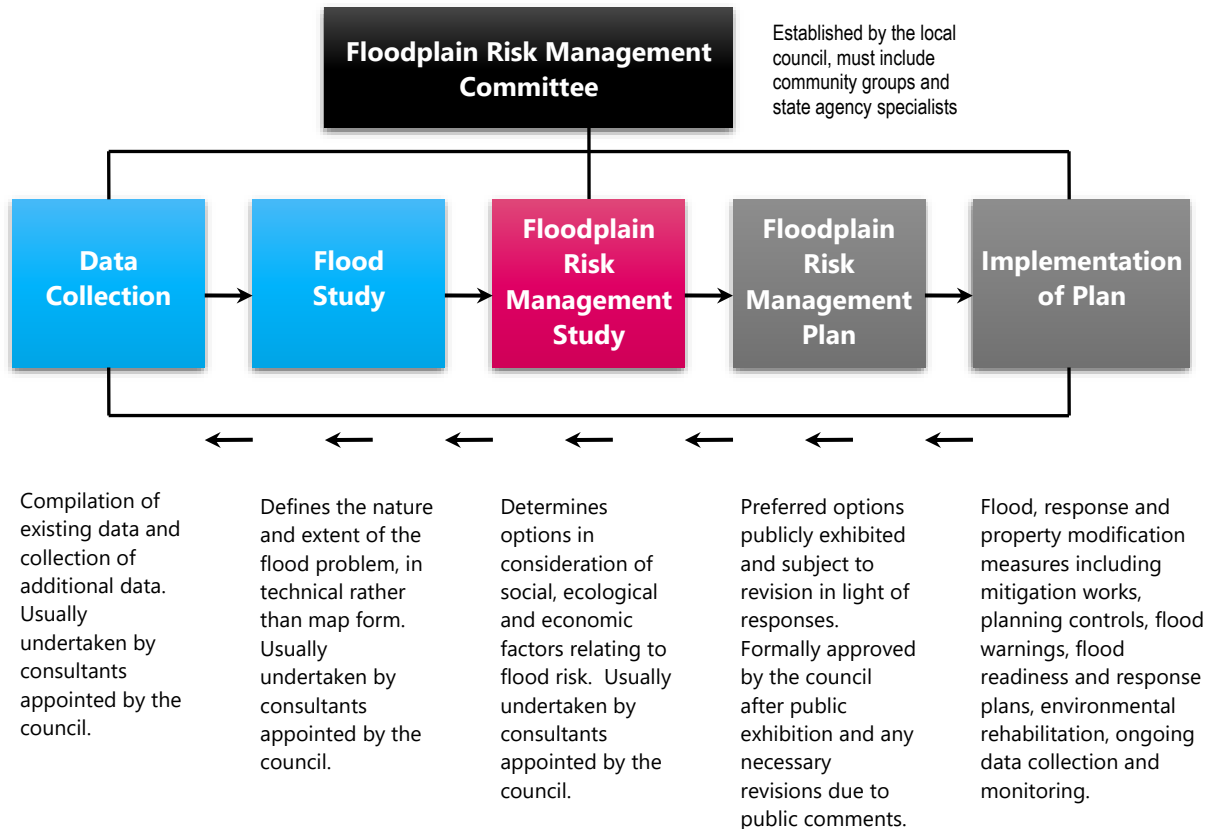 Floodplain Risk Management
Committee
Established by the local
council, must include
community groups and
state agency specialists
Data
Collection
Flood
Study
Floodplain
Risk
Management
Study
Floodplain
Risk
Management
Plan
Implementation
of Plan
Compilation of
existing data and
collection of
additional data.
Usually
undertaken by
consultants
appointed by the
council.
Defines the nature
and extent of the
flood problem, in
technical rather
than map form.
Usually
undertaken by
consultants
appointed by the
council.
Determines
options in
consideration of
social, ecological
and economic
factors relating to
flood risk.  Usually
undertaken by
consultants
appointed by the
council.
Preferred options
publicly exhibited
and subject to
revision in light of
responses.
Formally approved
by the council
after public
exhibition and any
necessary
revisions due to
public comments.
Flood, response and
property modification
measures including
mitigation works,
planning controls, flood
warnings, flood
readiness and response
plans, environmental
rehabilitation, ongoing
data collection and
monitoring.